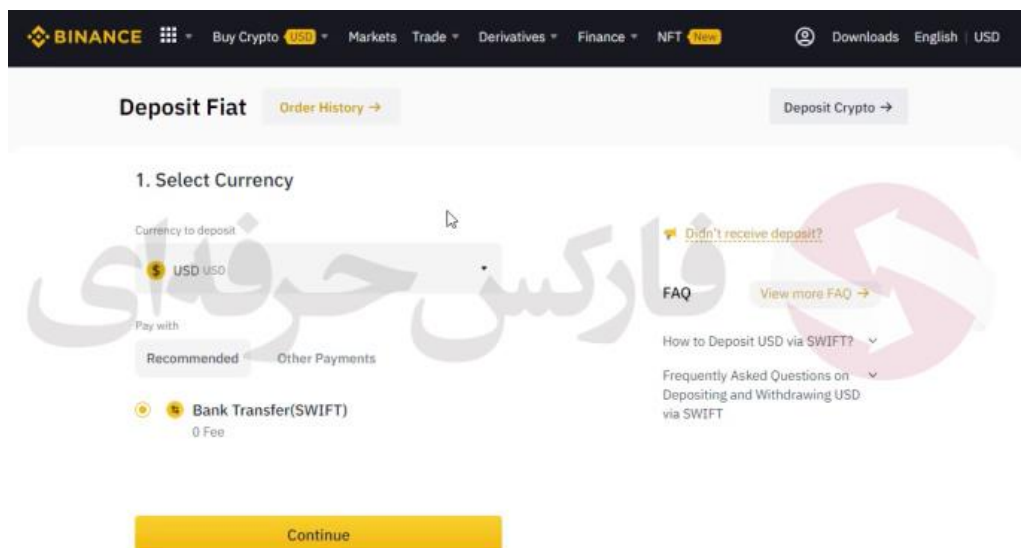 BINANCE Buy Crypto USD Markets Trade Derivatives Finance NFT New Downloads English | USD
Deposit Fiat Order History → Deposit Crypto →
1. Select Currency
Currency to deposit
$ USD USD
Pay with
Recommended Other Payments
Bank Transfer(SWIFT)
0 Fee
Continue
Didn't receive deposit?
FAQ View more FAQ →
How to Deposit USD via SWIFT?
Frequently Asked Questions on
Depositing and Withdrawing USD
via SWIFT
فارکس حرفه‌ای